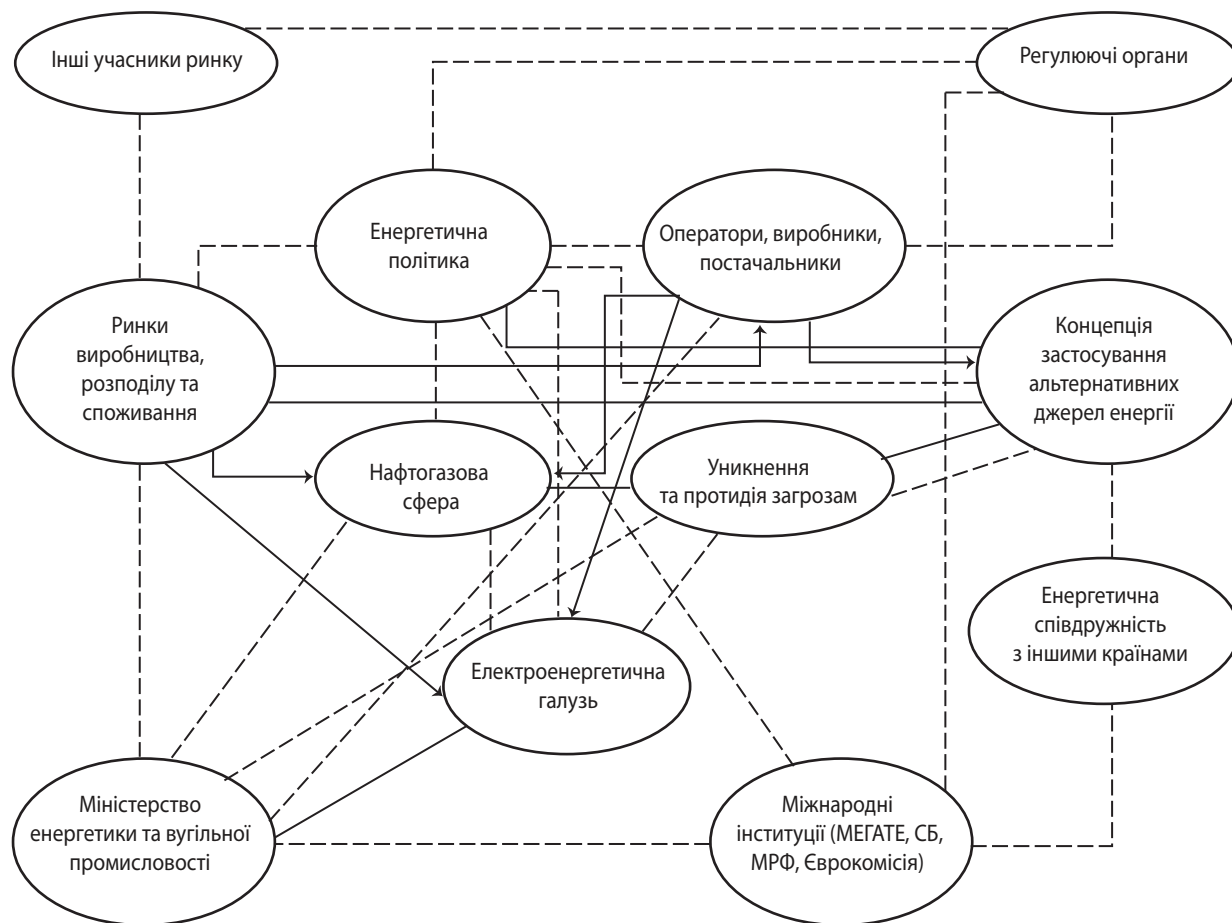 Інші учасники ринку
Регулюючі органи
Енергетична
політика
Оператори, виробники,
постачальники
Ринки
виробництва,
розподілу та
споживання
Концепція
застосування
альтернативних
джерел енергії
Нафтогазова
сфера
Уникнення
та протидія загрозам
Енергетична
співдружність
з іншими країнами
Електроенергетична
галузь
Міністерство
енергетики та вугільної
промисловості
Міжнародні
інституції (МЕГАТЕ, СБ,
МРФ, Єврокомісія)